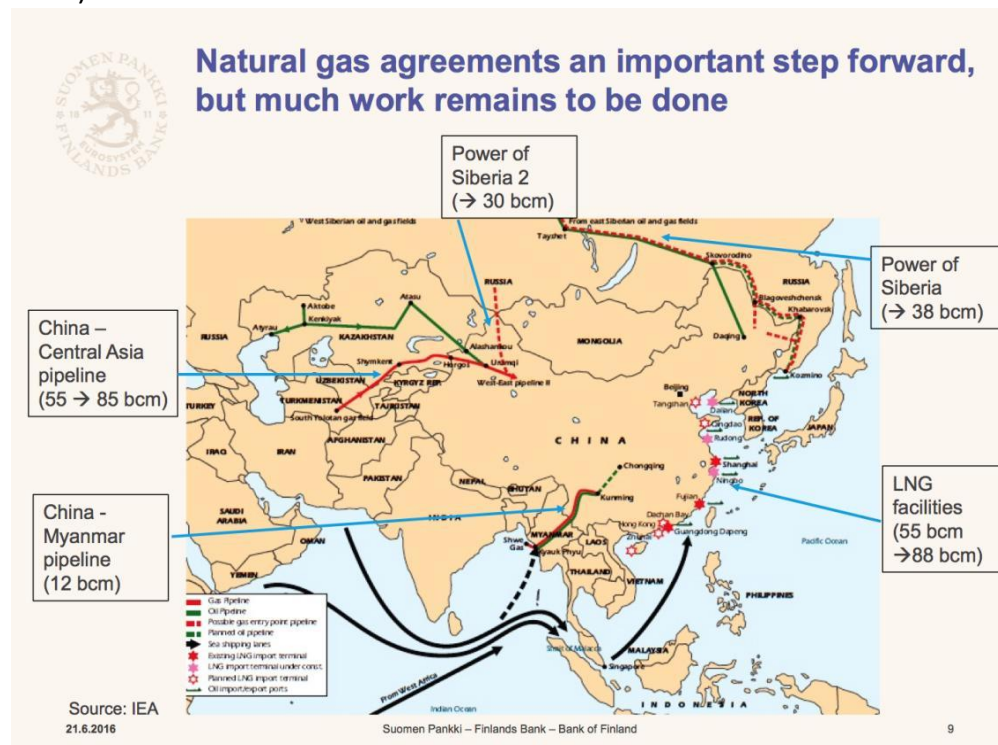 SUOMEN PANKKI
FINLANDS BANK
EUROSYSTEM
18 11
Natural gas agreements an important step forward,
but much work remains to be done
Power of
Siberia 2
(→ 30 bcm)
Power of
Siberia
(→ 38 bcm)
China –
Central Asia
pipeline
(55 → 85 bcm)
China -
Myanmar
pipeline
(12 bcm)
LNG
facilities
(55 bcm
→88 bcm)
West Siberian oil and gas fields
From east Siberian oil and gas fields
Tayshet
Skovorodino
RUSSIA
RUSSIA
Blagoveshchensk
Khabarovsk
Aktobe
Kenkiyak
Atasu
Atyrau
RUSSIA
KAZAKHSTAN
Alashankou
MONGOLIA
Daqing
Shymkent
Horgos
Urumqi
Kozmino
UZBEKISTAN
KYRGYZ REP.
West-East pipeline II
TURKMENISTAN
TAJIKISTAN
TURKEY
South Yolotan gas field
Beijing
Tangshan
Dalian
NORTH
KOREA
REP. OF
KOREA
JAPAN
Qingdao
Rudong
AFGHANISTAN
CHINA
IRAQ
IRAN
Shanghai
Ningbo
PAKISTAN
Chongqing
NEPAL
BHUTAN
Kunming
Fujian
SAUDI
ARABIA
Dachan Bay
Hong Kong
Guangdong Dapeng
Zhuhai
INDIA
OMAN
MYANMAR
Shwe
Gas
Kyauk Phyu
LAOS
Pacific Ocean
YEMEN
THAILAND
VIETNAM
PHILIPPINES
Gas Pipeline
Oil Pipeline
Possible gas entry point pipeline
Planned oil pipeline
Sea shipping lanes
Existing LNG import terminal
LNG import terminal under const.
Planned LNG import terminal
Oil import/export ports
Strait of Malacca
MALAYSIA
Singapore
From West Africa
Indian Ocean
INDONESIA
Source: IEA
21.6.2016
Suomen Pankki – Finlands Bank – Bank of Finland
9